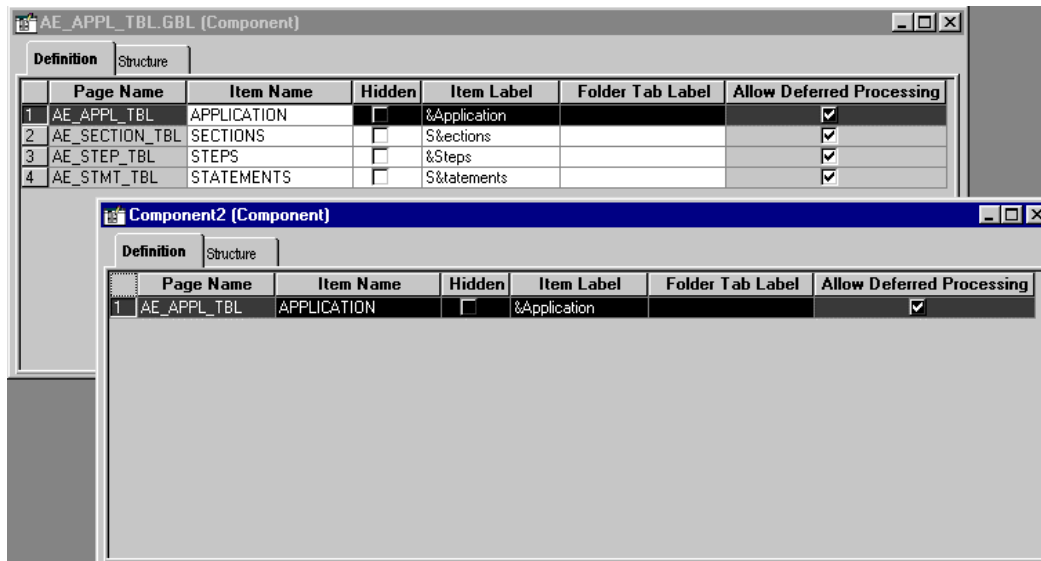 AE_APPL_TBL.GBL (Component)
Definition Structure
Page Name Item Name Hidden Item Label Folder Tab Label Allow Deferred Processing
1 AE_APPL_TBL APPLICATION &Application
2 AE_SECTION_TBL SECTIONS S&ections
3 AE_STEP_TBL STEPS &Steps
4 AE_STMT_TBL STATEMENTS S&tatements
Component2 (Component)
Definition Structure
Page Name Item Name Hidden Item Label Folder Tab Label Allow Deferred Processing
1 AE_APPL_TBL APPLICATION &Application